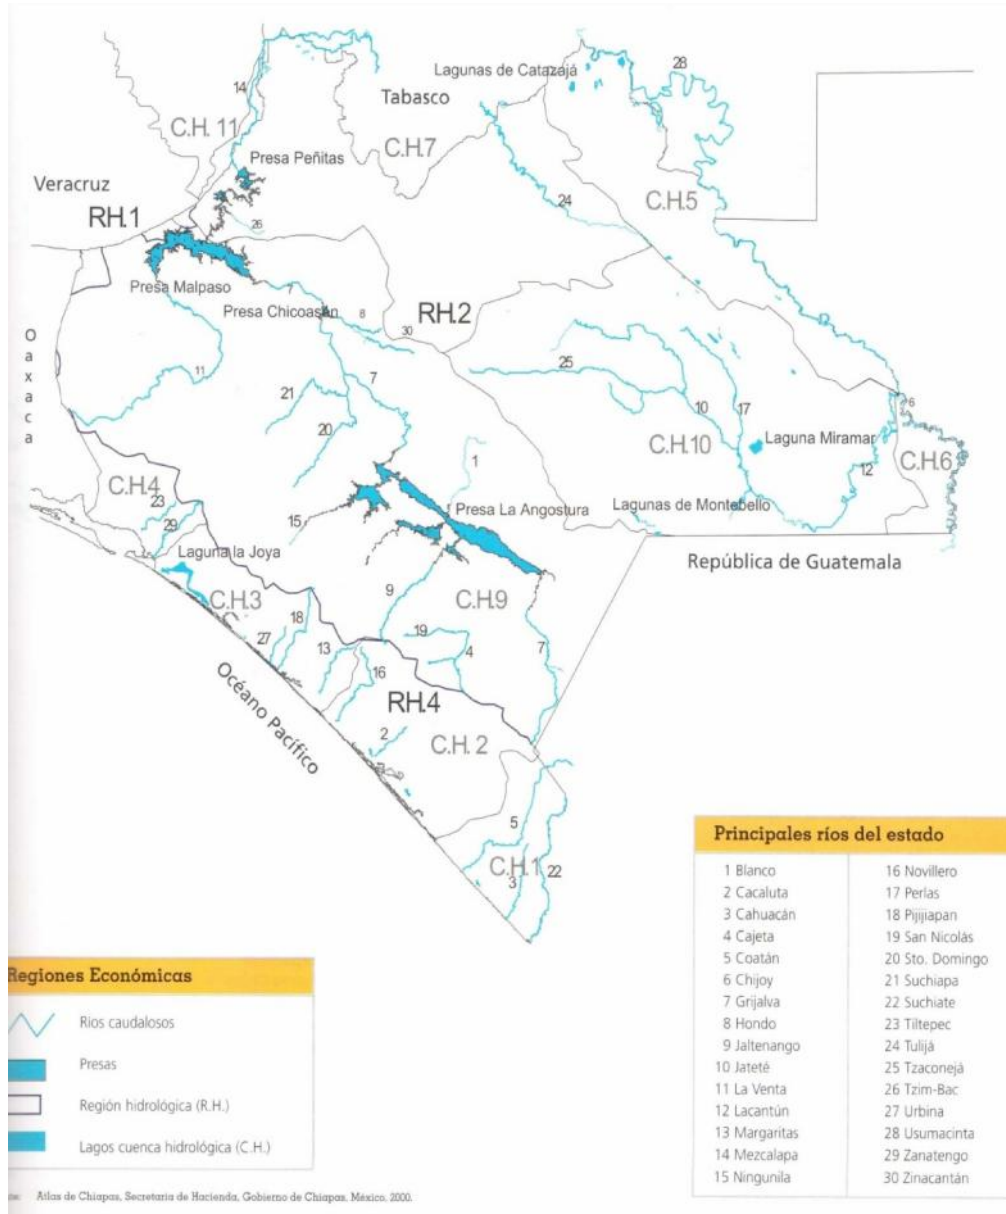 28
Lagunas de Catazajá
14
Tabasco
C.H. 11
C.H.7
Presa Peñitas
Veracruz
C.H.5
RH.1
24
26
Presa Malpaso
7
Presa Chicoasán
8
RH.2
30
Oaxaca
12
11
25
7
21
6
10
17
20
C.H.10
Laguna Miramar
1
C.H.6
C.H.4
12
23
Presa La Angostura
Lagunas de Montebello
15
29
Laguna la Joya
República de Guatemala
9
C.H.9
C.H.3
18
19
27
13
4
7
16
Océano Pacífico
RH.4
2
C.H. 2
5
C.H.1
22
3
Principales ríos del estado
1 Blanco
2 Cacaluta
3 Cahuacán
4 Cajeta
5 Coatán
6 Chijoy
7 Grijalva
8 Hondo
9 Jaltenango
10 Jateté
11 La Venta
12 Lacantún
13 Margaritas
14 Mezcalapa
15 Ningunila
16 Novillero
17 Perlas
18 Pijijiapan
19 San Nicolás
20 Sto. Domingo
21 Suchiapa
22 Suchiate
23 Tiltepec
24 Tulijá
25 Tzaconejá
26 Tzim-Bac
27 Urbina
28 Usumacinta
29 Zanatengo
30 Zinacantán
Regiones Económicas
Ríos caudalosos
Presas
Región hidrológica (R.H.)
Lagos cuenca hidrológica (C.H.)
Atlas de Chiapas, Secretaria de Hacienda, Gobierno de Chiapas, México, 2000.